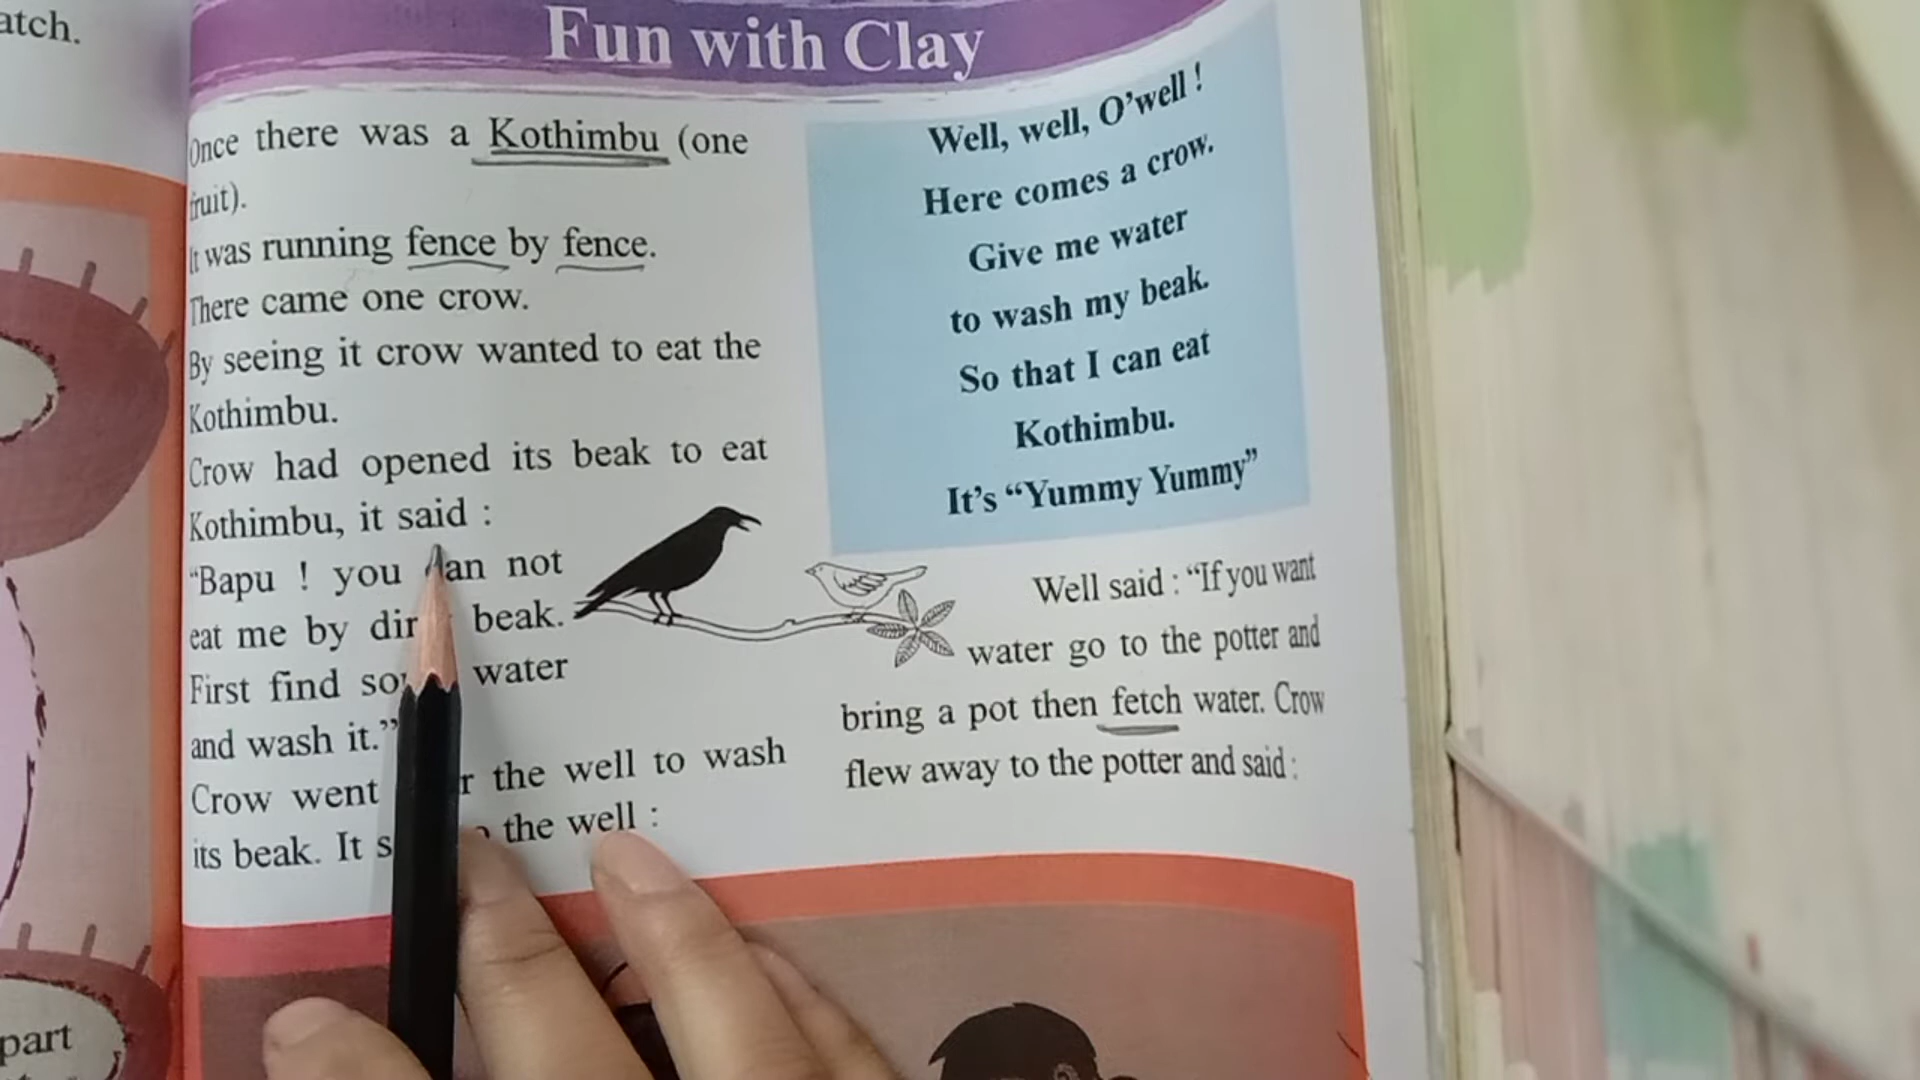 atch.
Fun with Clay
Once there was a Kothimbu (one
fruit).
It was running fence by fence.
There came one crow.
By seeing it crow wanted to eat the
Kothimbu.
Crow had opened its beak to eat
Kothimbu, it said :
“Bapu ! you can not
eat me by beak.
First find water
and wash it.”
Crow went the well to wash
its beak. It the well :
Well, well, O’well !
Here comes a crow.
Give me water
to wash my beak.
So that I can eat
Kothimbu.
It’s “Yummy Yummy”
Well said : “If you want
water go to the potter and
bring a pot then fetch water. Crow
flew away to the potter and said :
part